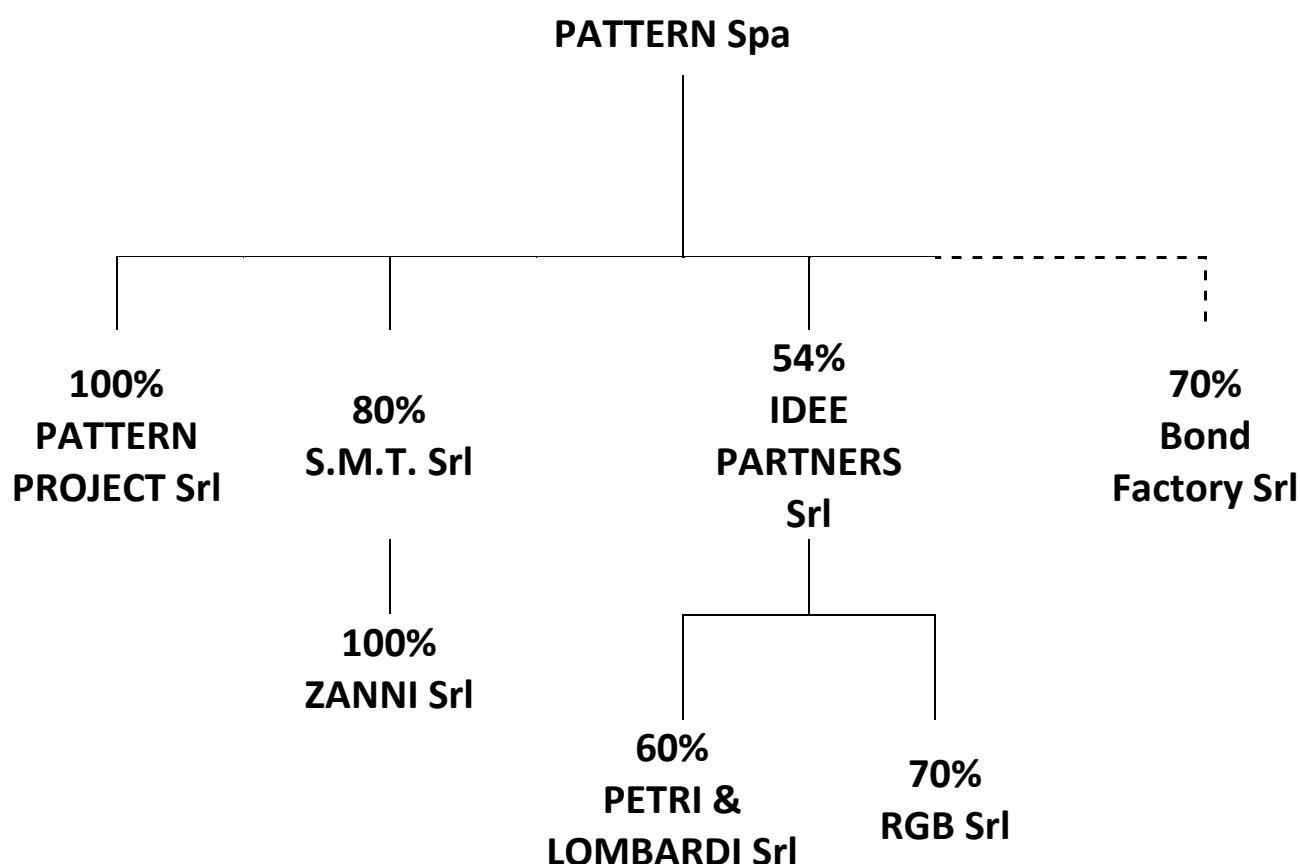 PATTERN Spa
100%
PATTERN
PROJECT Srl
80%
S.M.T. Srl
54%
IDEE
PARTNERS
Srl
70%
Bond
Factory Srl
100%
ZANNI Srl
60%
PETRI &
LOMBARDI Srl
70%
RGB Srl